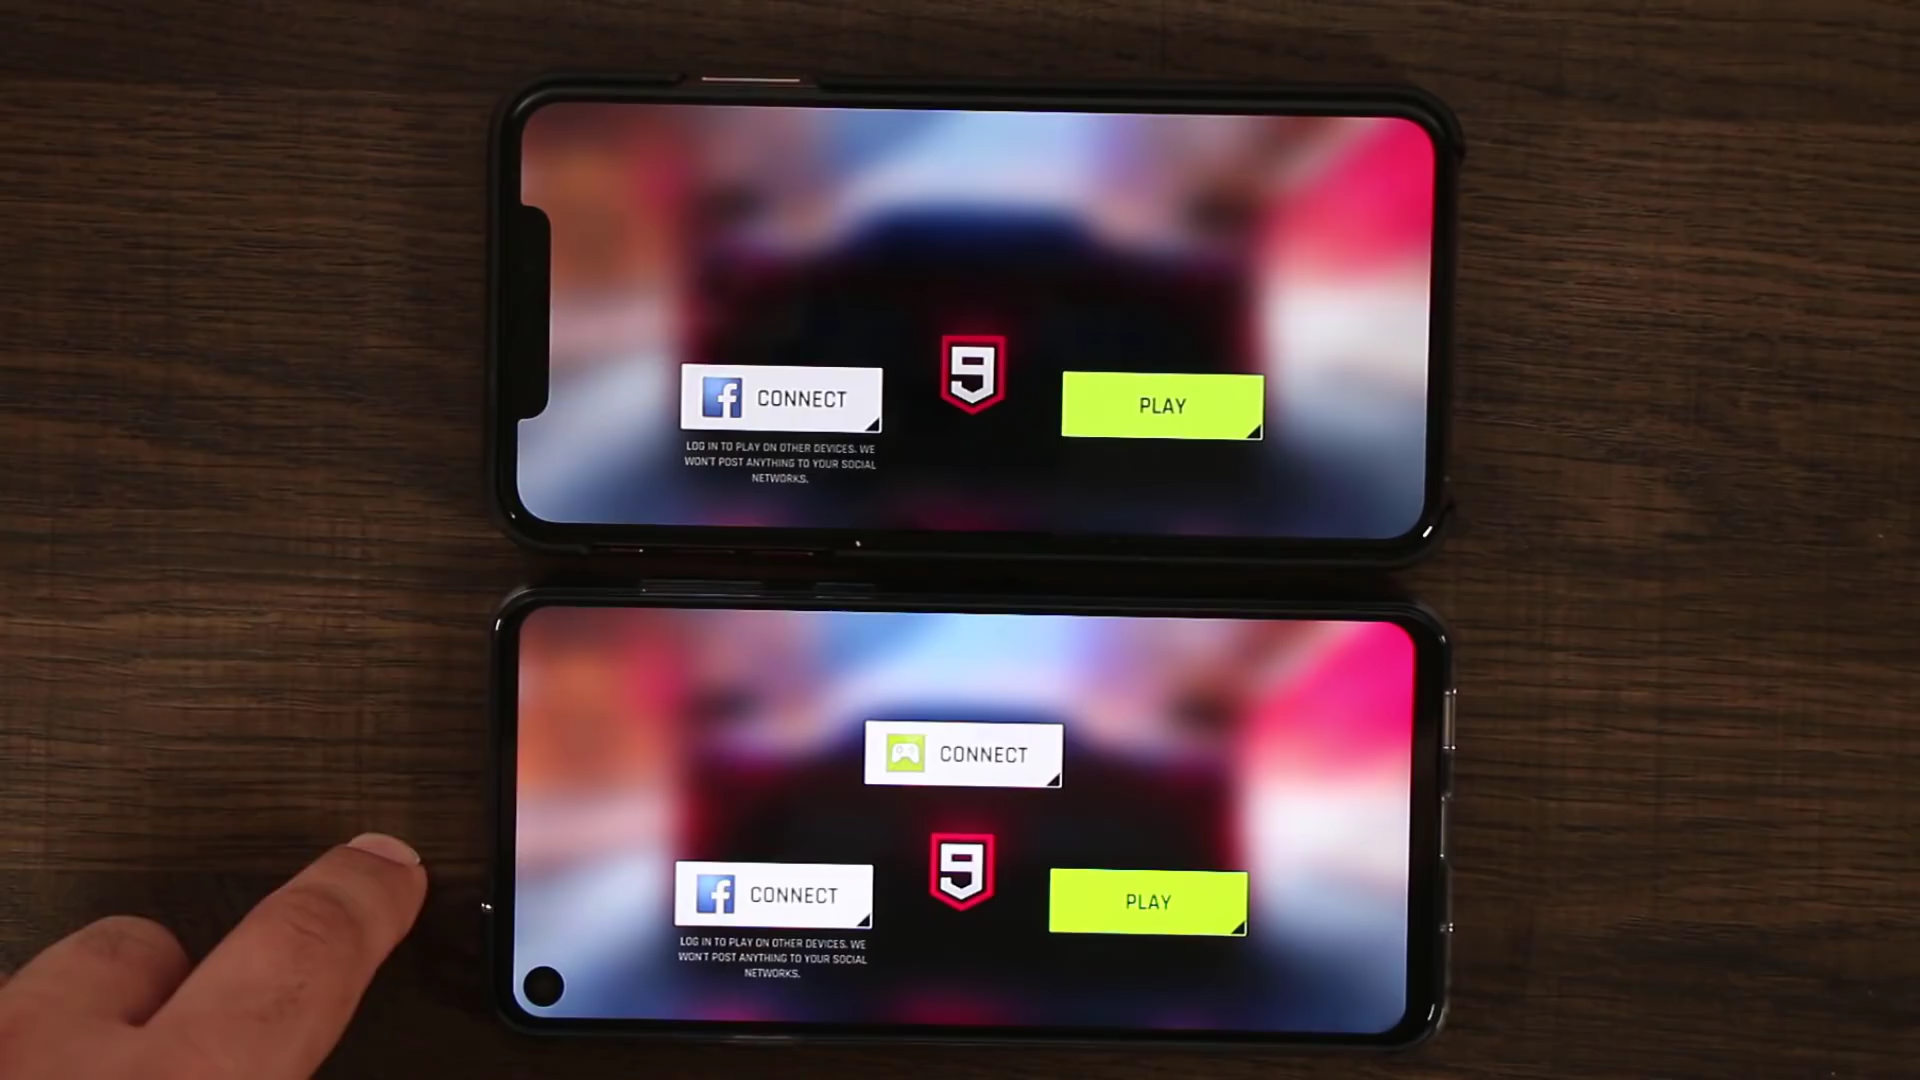 CONNECT
9
PLAY
LOG IN TO PLAY ON OTHER DEVICES. WE
WON'T POST ANYTHING TO YOUR SOCIAL
NETWORKS.
CONNECT
CONNECT
9
PLAY
LOG IN TO PLAY ON OTHER DEVICES. WE
WON'T POST ANYTHING TO YOUR SOCIAL
NETWORKS.